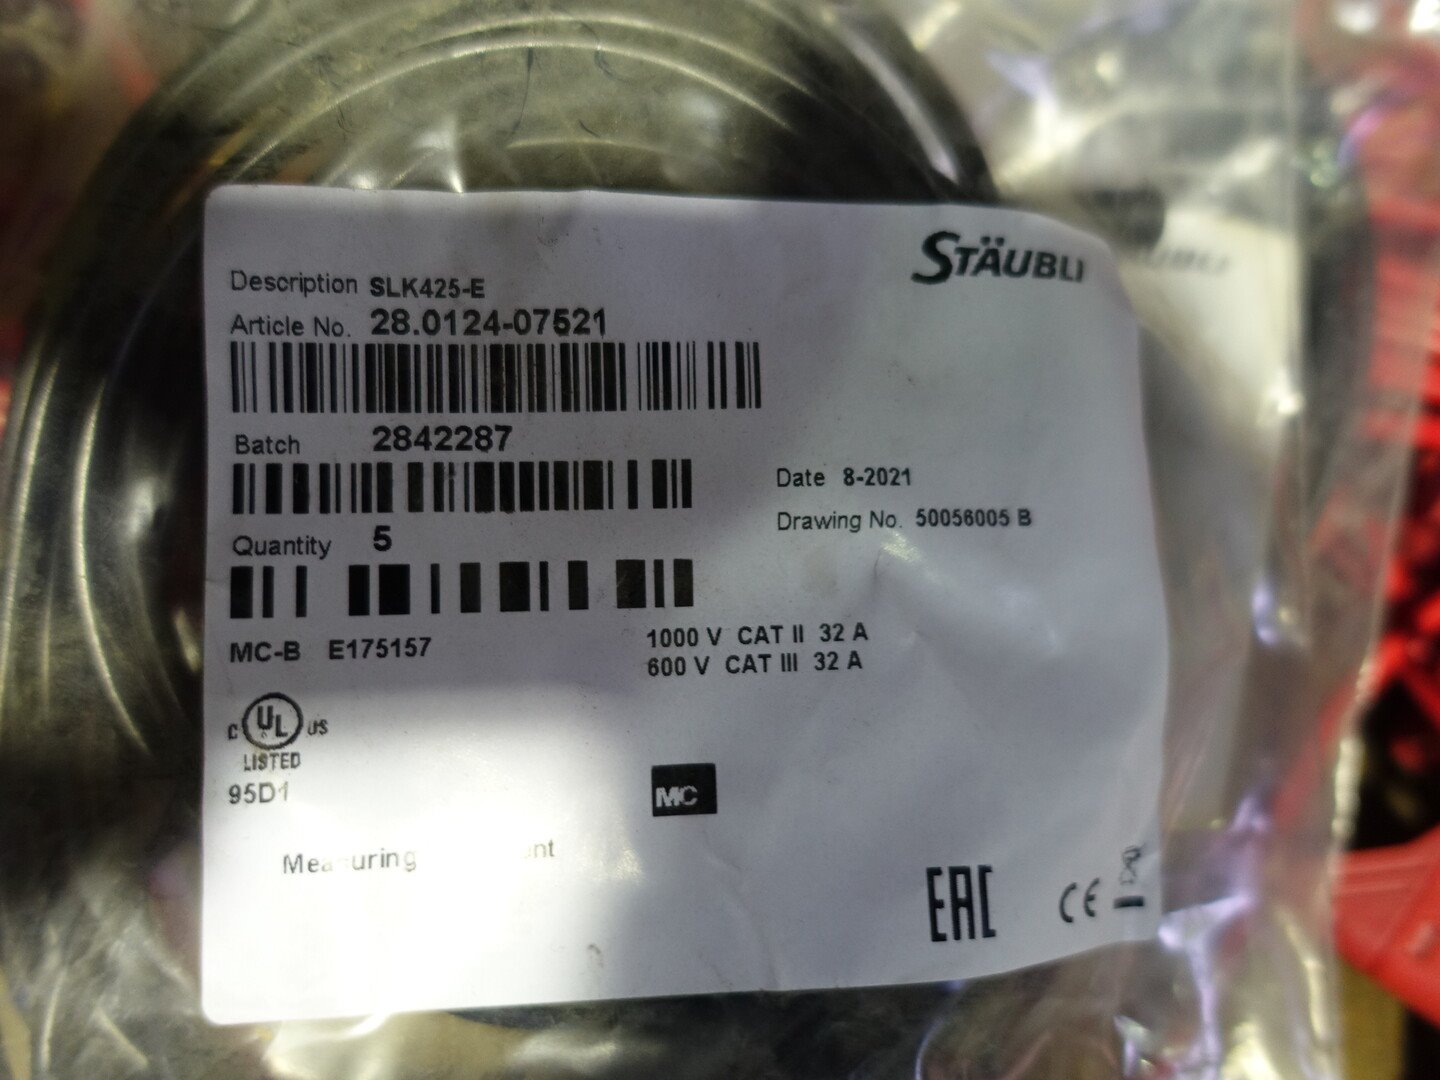 STÄUBLI
Description SLK425-E
Article No. 28.0124-07521
Batch 2842287
Date 8-2021
Drawing No. 50056005 B
Quantity 5
MC-B E175157
1000 V CAT II 32 A
600 V CAT III 32 A
C UL US
LISTED
95D1
MC
Measuring
EAC
CE